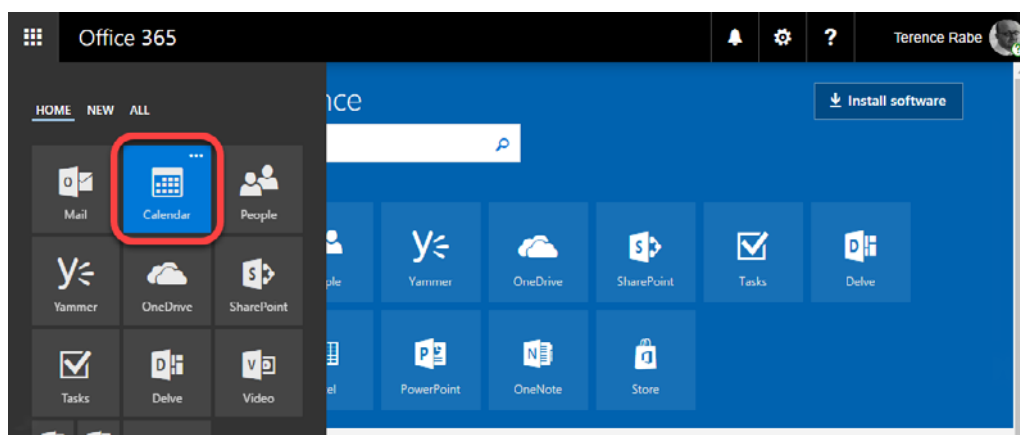 Office 365
Terence Rabe
HOME NEW ALL
nce
Install software
Mail Calendar People
Yammer OneDrive SharePoint
Tasks Delve Video
ple Yammer OneDrive SharePoint Tasks Delve
el PowerPoint OneNote Store